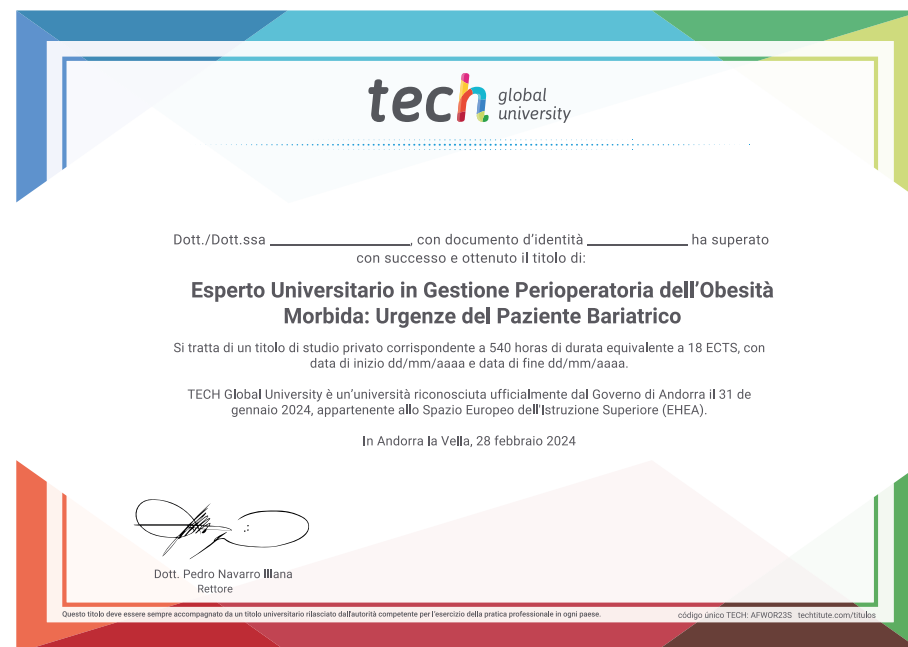 tech global university
Dott./Dott.ssa ____________________, con documento d'identità ______________ ha superato
con successo e ottenuto il titolo di:
Esperto Universitario in Gestione Perioperatoria dell'Obesità
Morbida: Urgenze del Paziente Bariatrico
Si tratta di un titolo di studio privato corrispondente a 540 horas di durata equivalente a 18 ECTS, con
data di inizio dd/mm/aaaa e data di fine dd/mm/aaaa.
TECH Global University è un'università riconosciuta ufficialmente dal Governo di Andorra il 31 de
gennaio 2024, appartenente allo Spazio Europeo dell'Istruzione Superiore (EHEA).
In Andorra la Vella, 28 febbraio 2024
Dott. Pedro Navarro Illana
Rettore
Questo titolo deve essere sempre accompagnato da un titolo universitario rilasciato dall'autorità competente per l'esercizio della pratica professionale in ogni paese.
código único TECH: AFWOR23S techtitute.com/titulos